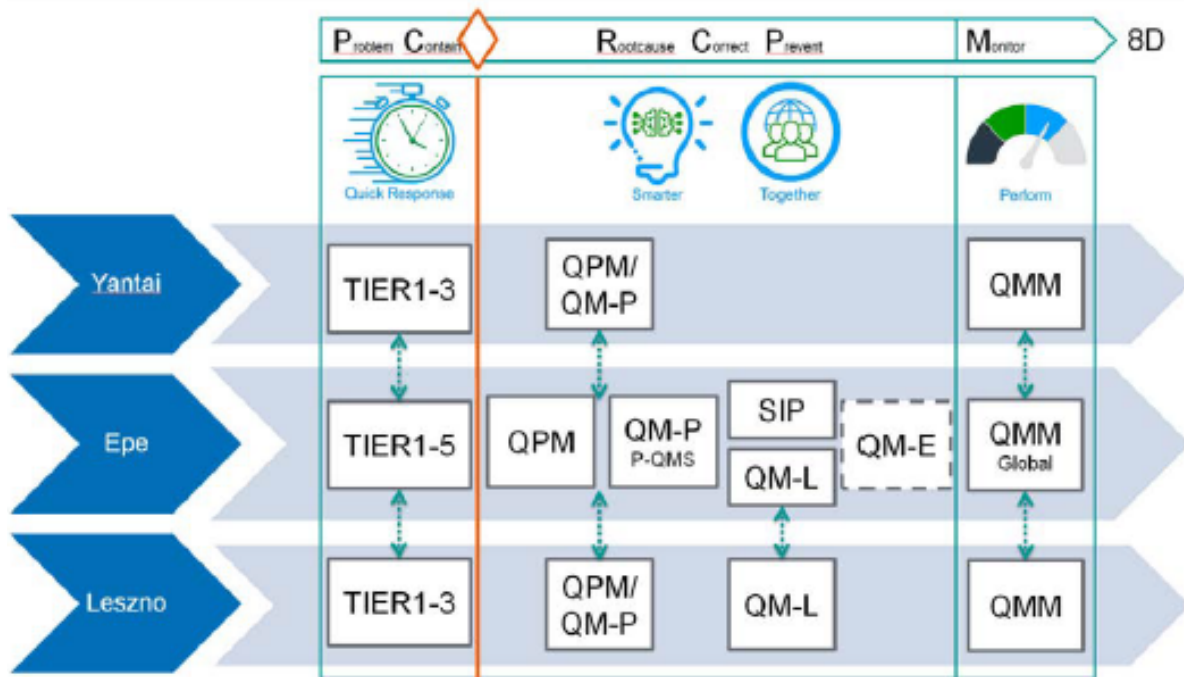 Problem Contain Rootcause Correct Prevent Monitor 8D
Quick Response Smarter Together Perform
Yantai
TIER1-3
QPM/
QM-P
QMM
Epe
TIER1-5
QPM
QM-P
P-QMS
SIP
QM-L
QM-E
QMM
Global
Leszno
TIER1-3
QPM/
QM-P
QM-L
QMM